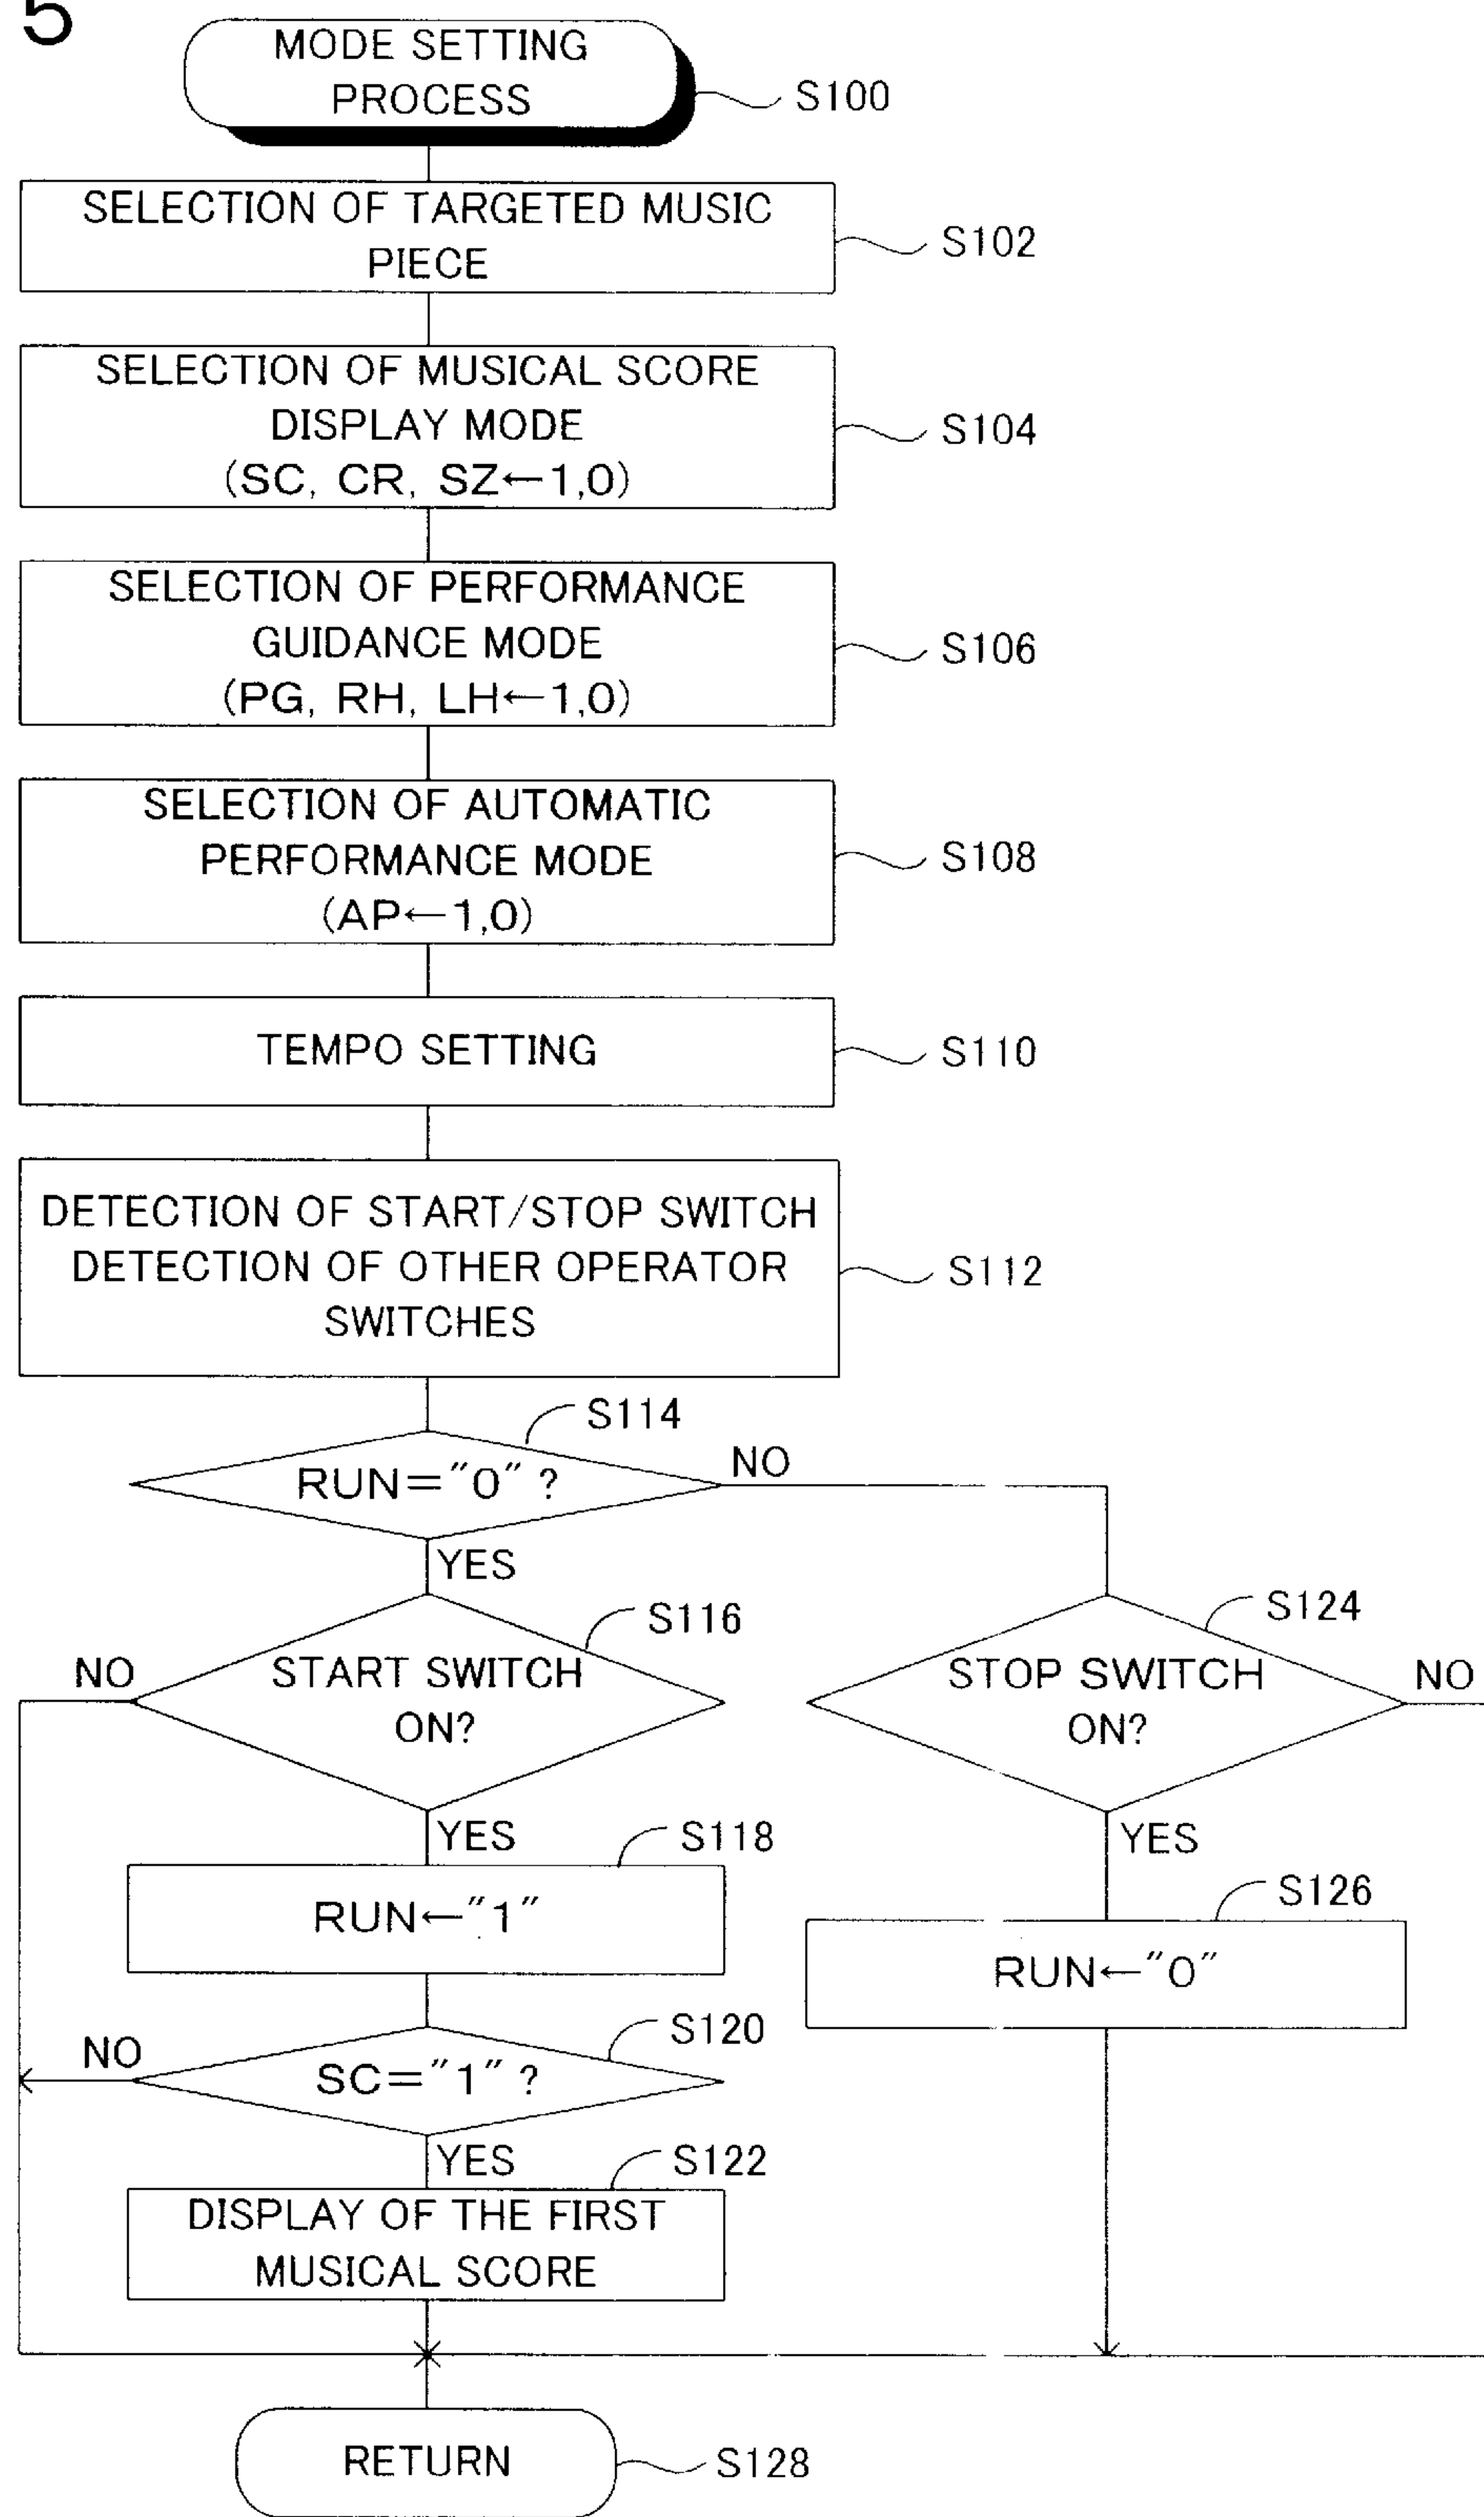 5
MODE SETTING
PROCESS
S100
SELECTION OF TARGETED MUSIC
PIECE
S102
SELECTION OF MUSICAL SCORE
DISPLAY MODE
(SC, CR, SZ←1,0)
S104
SELECTION OF PERFORMANCE
GUIDANCE MODE
(PG, RH, LH←1,0)
S106
SELECTION OF AUTOMATIC
PERFORMANCE MODE
(AP←1,0)
S108
TEMPO SETTING
S110
DETECTION OF START/STOP SWITCH
DETECTION OF OTHER OPERATOR
SWITCHES
S112
S114
RUN="0"?
NO
YES
S116
START SWITCH
ON?
NO
YES
S124
STOP SWITCH
ON?
NO
YES
S118
RUN←"1"
S126
RUN←"0"
S120
SC="1"?
NO
YES
S122
DISPLAY OF THE FIRST
MUSICAL SCORE
RETURN
S128